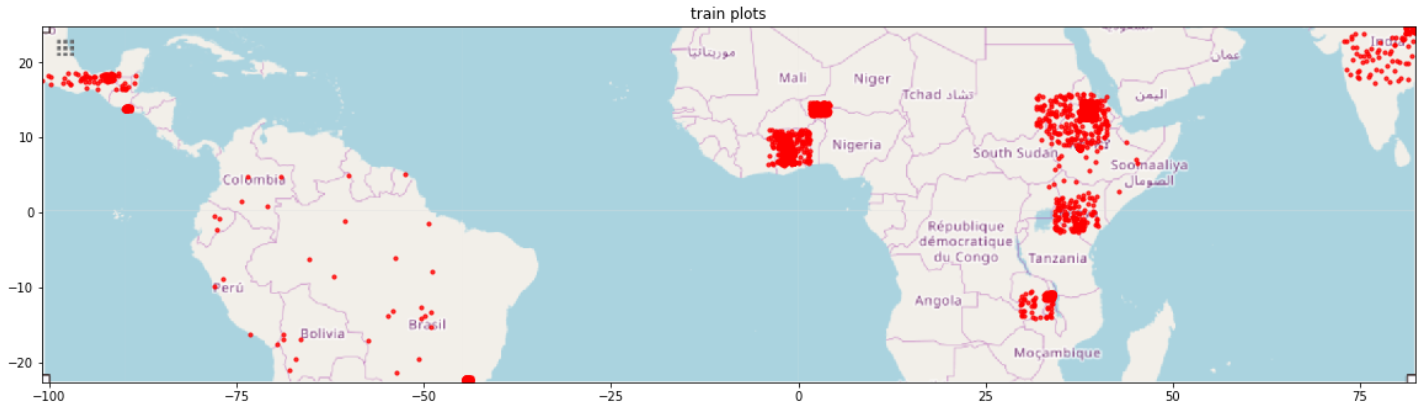 train plots
20
10
0
−10
−20
موريتانيا
Mali
Niger
Tchad تشاد
Nigeria
South Sudan
Soomaaliya
الصومال
اليمن
عمان
India
Colombia
Perú
Brasil
Bolivia
République
démocratique
du Congo
Tanzania
Angola
Moçambique
−100
−75
−50
−25
0
25
50
75